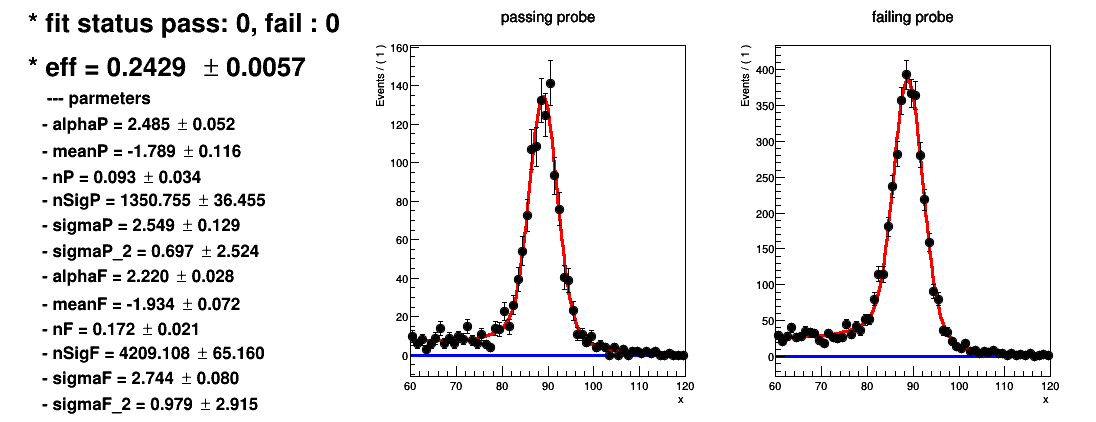 * fit status pass: 0, fail : 0
* eff = 0.2429 ± 0.0057
--- parmeters
- alphaP = 2.485 ± 0.052
- meanP = -1.789 ± 0.116
- nP = 0.093 ± 0.034
- nSigP = 1350.755 ± 36.455
- sigmaP = 2.549 ± 0.129
- sigmaP_2 = 0.697 ± 2.524
- alphaF = 2.220 ± 0.028
- meanF = -1.934 ± 0.072
- nF = 0.172 ± 0.021
- nSigF = 4209.108 ± 65.160
- sigmaF = 2.744 ± 0.080
- sigmaF_2 = 0.979 ± 2.915
passing probe
Events / ( 1 )
160
140
120
100
80
60
40
20
0
60 70 80 90 100 110 120
x
failing probe
Events / ( 1 )
400
350
300
250
200
150
100
50
0
60 70 80 90 100 110 120
x